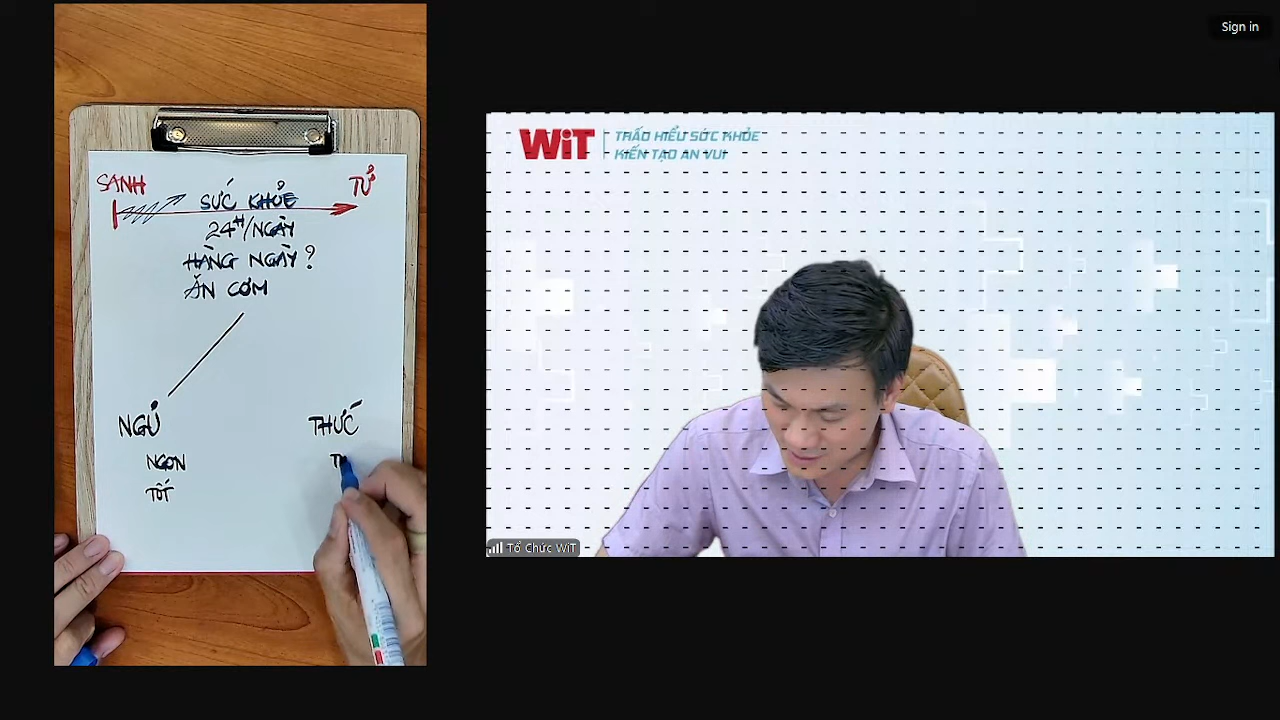 Sign in
WiT
THẤU HIỂU SỨC KHỎE
KIẾN TẠO AN VUI
SANH
TỬ
SỨC KHỎE
24H/NGÀY
HÀNG NGÀY ?
ĂN CƠM
NGỦ
THỨC
NGON
TỐT
Tổ Chức WiT